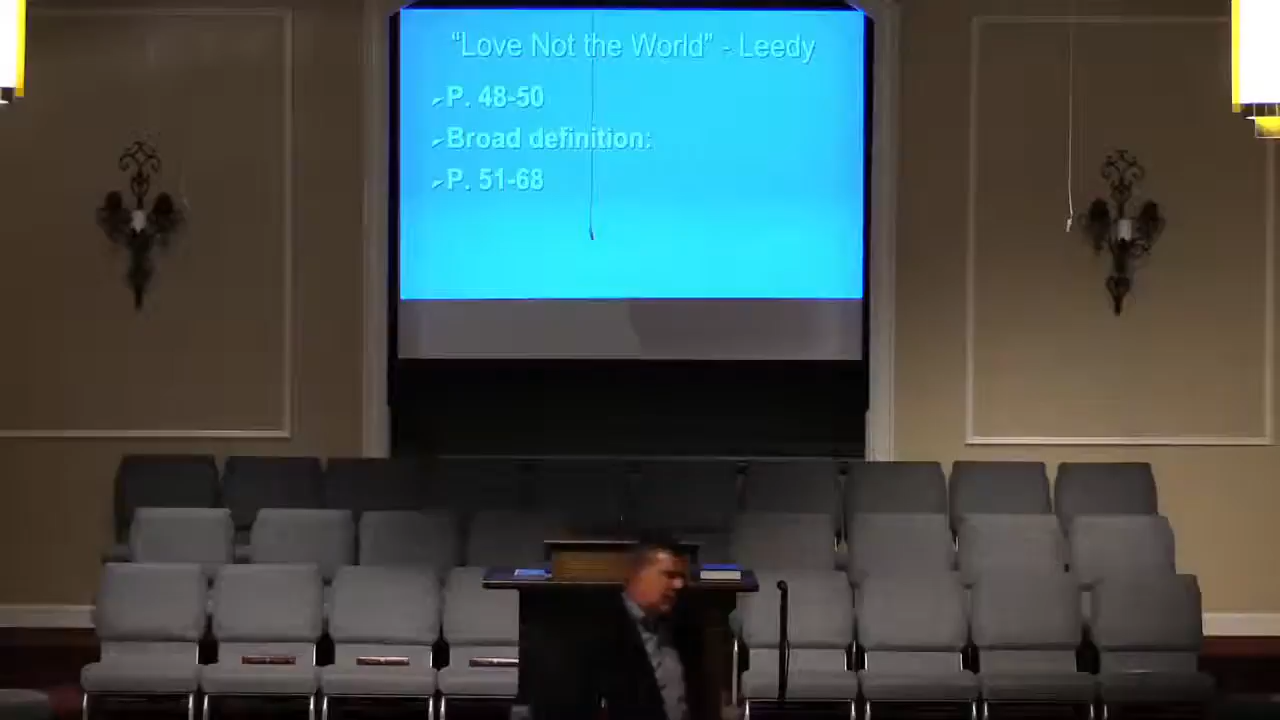 “Love Not the World” - Leedy
P. 48-50
Broad definition:
P. 51-68